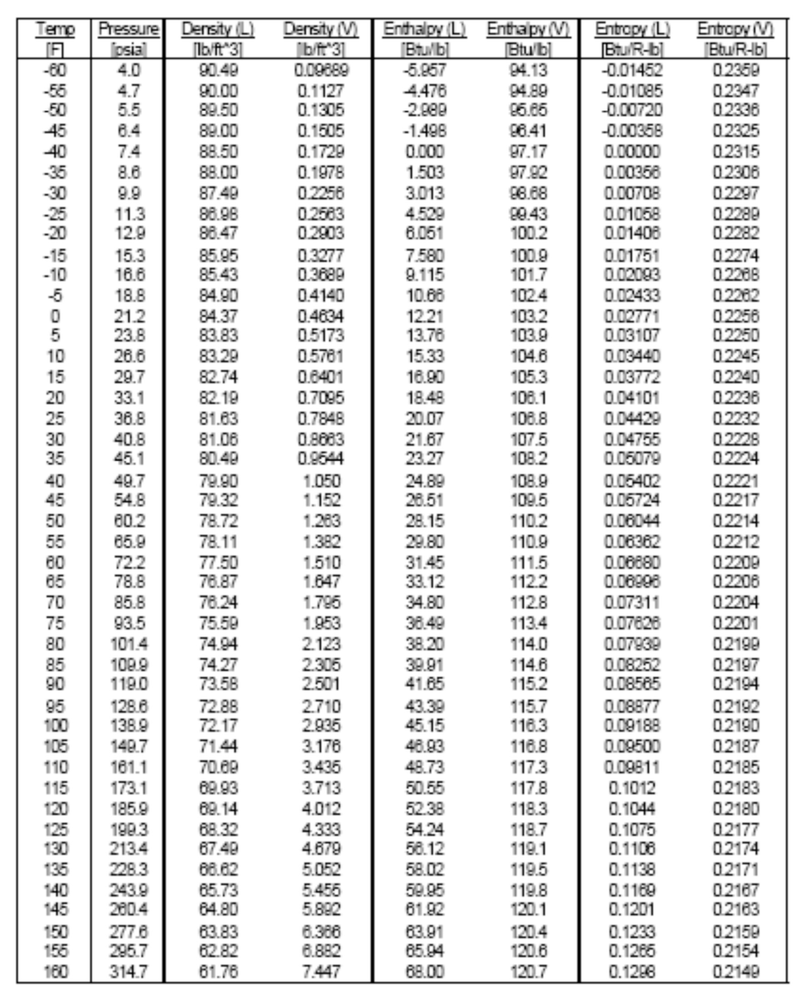 Temp Pressure Density (L) Density (V) Enthalpy (L) Enthalpy (V) Entropy (L) Entropy (V)
[F] [psia] [lb/ft^3] [lb/ft^3] [Btu/lb] [Btu/lb] [Btu/R-lb] [Btu/R-lb]
-60 4.0 90.49 0.09689 -5.957 94.13 -0.01452 0.2359
-55 4.7 90.00 0.1127 -4.476 94.89 -0.01085 0.2347
-50 5.5 89.50 0.1305 -2.989 95.65 -0.00720 0.2336
-45 6.4 89.00 0.1505 -1.498 96.41 -0.00358 0.2325
-40 7.4 88.50 0.1729 0.000 97.17 0.00000 0.2315
-35 8.6 88.00 0.1978 1.503 97.92 0.00356 0.2306
-30 9.9 87.49 0.2256 3.013 98.68 0.00708 0.2297
-25 11.3 86.98 0.2563 4.529 99.43 0.01058 0.2289
-20 12.9 86.47 0.2903 6.051 100.2 0.01406 0.2282
-15 15.3 85.95 0.3277 7.580 100.9 0.01751 0.2274
-10 16.6 85.43 0.3689 9.115 101.7 0.02093 0.2268
-5 18.8 84.90 0.4140 10.66 102.4 0.02433 0.2262
0 21.2 84.37 0.4634 12.21 103.2 0.02771 0.2256
5 23.8 83.83 0.5173 13.76 103.9 0.03107 0.2250
10 26.6 83.29 0.5761 15.33 104.6 0.03440 0.2245
15 29.7 82.74 0.6401 16.90 105.3 0.03772 0.2240
20 33.1 82.19 0.7095 18.48 106.1 0.04101 0.2236
25 36.8 81.63 0.7848 20.07 106.8 0.04429 0.2232
30 40.8 81.06 0.8663 21.67 107.5 0.04755 0.2228
35 45.1 80.49 0.9544 23.27 108.2 0.05079 0.2224
40 49.7 79.90 1.050 24.89 108.9 0.05402 0.2221
45 54.8 79.32 1.152 26.51 109.5 0.05724 0.2217
50 60.2 78.72 1.263 28.15 110.2 0.06044 0.2214
55 65.9 78.11 1.382 29.80 110.9 0.06362 0.2212
60 72.2 77.50 1.510 31.45 111.5 0.06680 0.2209
65 78.8 76.87 1.647 33.12 112.2 0.06996 0.2206
70 85.8 76.24 1.795 34.80 112.8 0.07311 0.2204
75 93.5 75.59 1.953 36.49 113.4 0.07626 0.2201
80 101.4 74.94 2.123 38.20 114.0 0.07939 0.2199
85 109.9 74.27 2.305 39.91 114.6 0.08252 0.2197
90 119.0 73.58 2.501 41.65 115.2 0.08565 0.2194
95 128.6 72.88 2.710 43.39 115.7 0.08877 0.2192
100 138.9 72.17 2.935 45.15 116.3 0.09188 0.2190
105 149.7 71.44 3.176 46.93 116.8 0.09500 0.2187
110 161.1 70.69 3.435 48.73 117.3 0.09811 0.2185
115 173.1 69.93 3.713 50.55 117.8 0.1012 0.2183
120 185.9 69.14 4.012 52.38 118.3 0.1044 0.2180
125 199.3 68.32 4.333 54.24 118.7 0.1075 0.2177
130 213.4 67.49 4.679 56.12 119.1 0.1106 0.2174
135 228.3 66.62 5.052 58.02 119.5 0.1138 0.2171
140 243.9 65.73 5.455 59.95 119.8 0.1169 0.2167
145 260.4 64.80 5.892 61.92 120.1 0.1201 0.2163
150 277.6 63.83 6.366 63.91 120.4 0.1233 0.2159
155 295.7 62.82 6.882 65.94 120.6 0.1265 0.2154
160 314.7 61.76 7.447 68.00 120.7 0.1298 0.2149